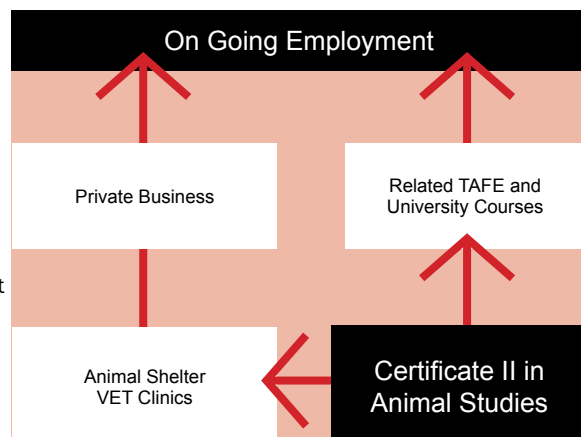 On Going Employment
Private Business
Related TAFE and
University Courses
t
Animal Shelter
VET Clinics
Certificate II in
Animal Studies